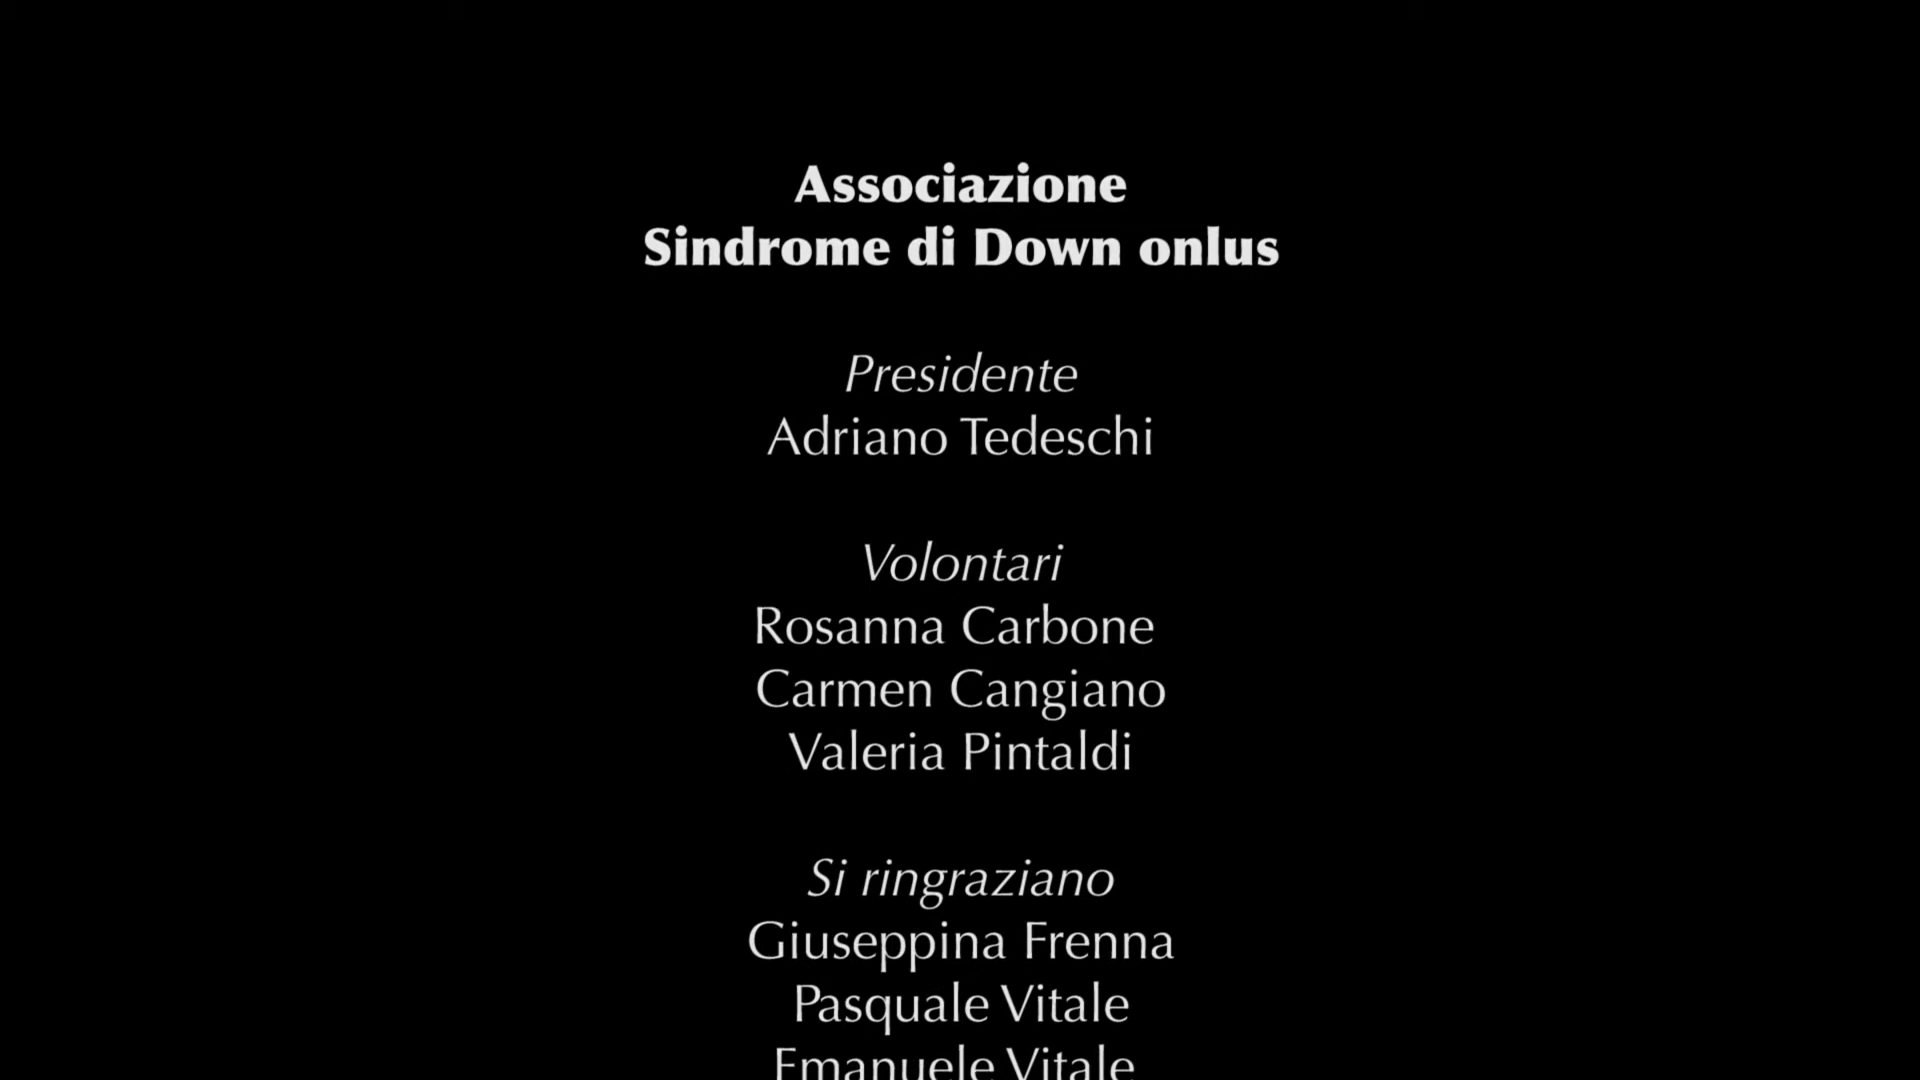 Associazione
Sindrome di Down onlus
Presidente
Adriano Tedeschi
Volontari
Rosanna Carbone
Carmen Cangiano
Valeria Pintaldi
Si ringraziano
Giuseppina Frenna
Pasquale Vitale
Emanuele Vitale